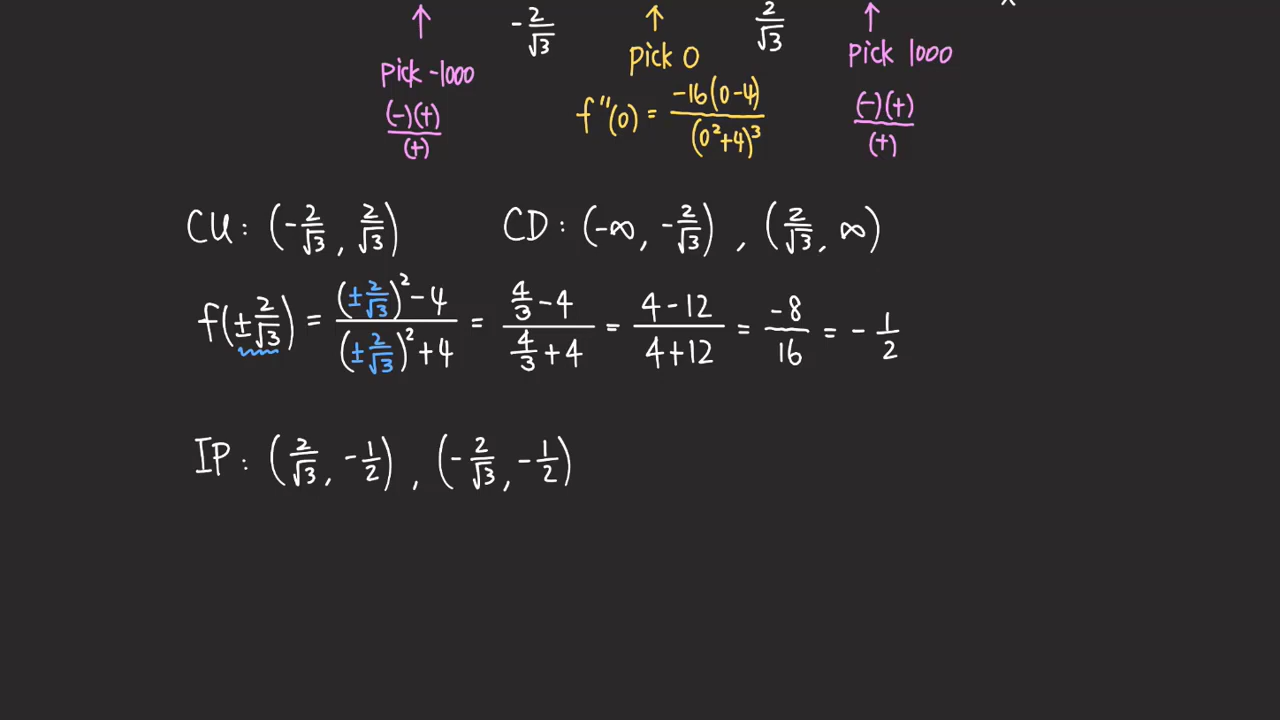 -2/√3 2/√3
Pick -1000 pick 0 Pick 1000
(-)(+)/(+) f''(0) = -16(0-4)/(0²+4)³ (-)(+)/(+)
CU: (-2/√3, 2/√3) CD: (-∞, -2/√3), (2/√3, ∞)
f(±2/√3) = ((±2/√3)²-4)/((±2/√3)²+4) = (4/3-4)/(4/3+4) = (4-12)/(4+12) = -8/16 = -1/2
IP: (2/√3, -1/2), (-2/√3, -1/2)